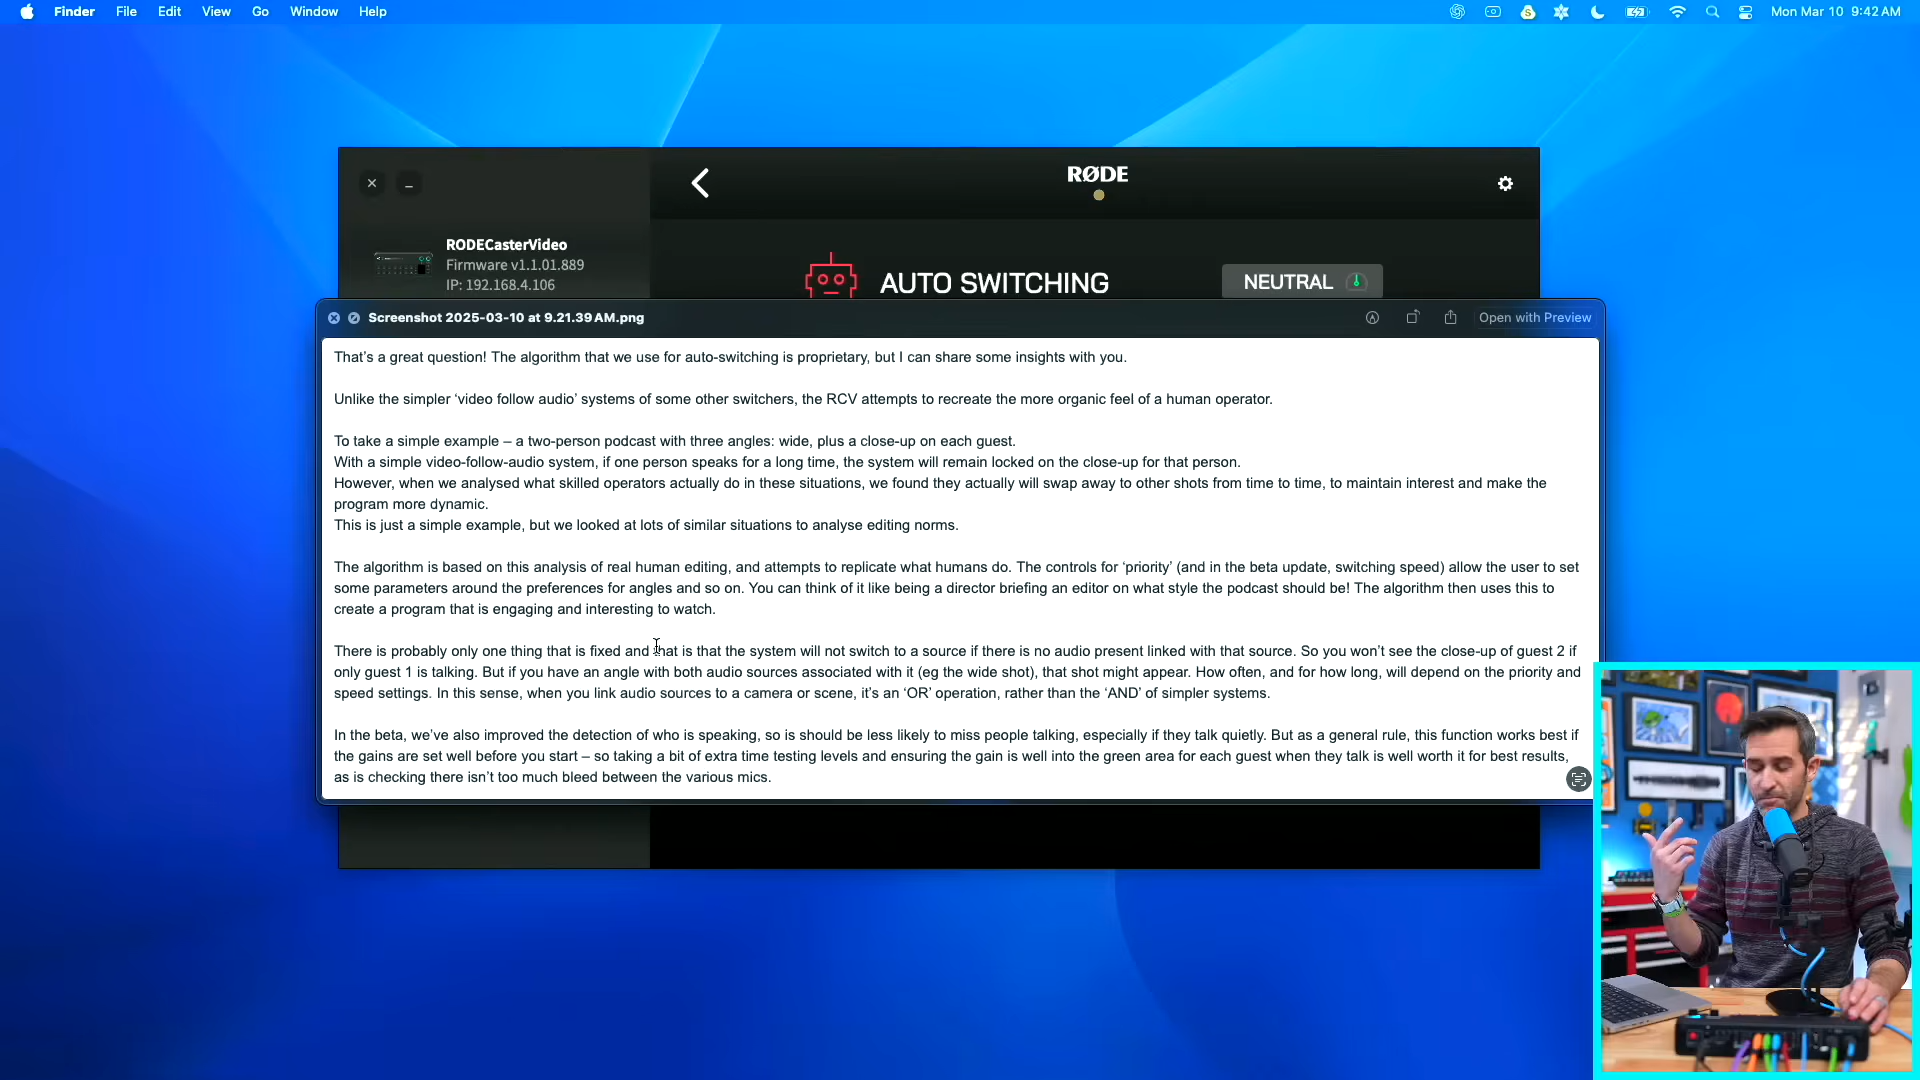 Finder File Edit View Go Window Help Mon Mar 10 9:42 AM
RØDE
RODECasterVideo
Firmware v1.1.01.889
IP: 192.168.4.106
AUTO SWITCHING NEUTRAL
Screenshot 2025-03-10 at 9.21.39 AM.png Open with Preview
That's a great question! The algorithm that we use for auto-switching is proprietary, but I can share some insights with you.
Unlike the simpler ‘video follow audio’ systems of some other switchers, the RCV attempts to recreate the more organic feel of a human operator.
To take a simple example – a two-person podcast with three angles: wide, plus a close-up on each guest.
With a simple video-follow-audio system, if one person speaks for a long time, the system will remain locked on the close-up for that person.
However, when we analysed what skilled operators actually do in these situations, we found they actually will swap away to other shots from time to time, to maintain interest and make the
program more dynamic.
This is just a simple example, but we looked at lots of similar situations to analyse editing norms.
The algorithm is based on this analysis of real human editing, and attempts to replicate what humans do. The controls for ‘priority’ (and in the beta update, switching speed) allow the user to set
some parameters around the preferences for angles and so on. You can think of it like being a director briefing an editor on what style the podcast should be! The algorithm then uses this to
create a program that is engaging and interesting to watch.
There is probably only one thing that is fixed and that is that the system will not switch to a source if there is no audio present linked with that source. So you won't see the close-up of guest 2 if
only guest 1 is talking. But if you have an angle with both audio sources associated with it (eg the wide shot), that shot might appear. How often, and for how long, will depend on the priority and
speed settings. In this sense, when you link audio sources to a camera or scene, it's an ‘OR’ operation, rather than the ‘AND’ of simpler systems.
In the beta, we've also improved the detection of who is speaking, so is should be less likely to miss people talking, especially if they talk quietly. But as a general rule, this function works best if
the gains are set well before you start – so taking a bit of extra time testing levels and ensuring the gain is well into the green area for each guest when they talk is well worth it for best results,
as is checking there isn't too much bleed between the various mics.